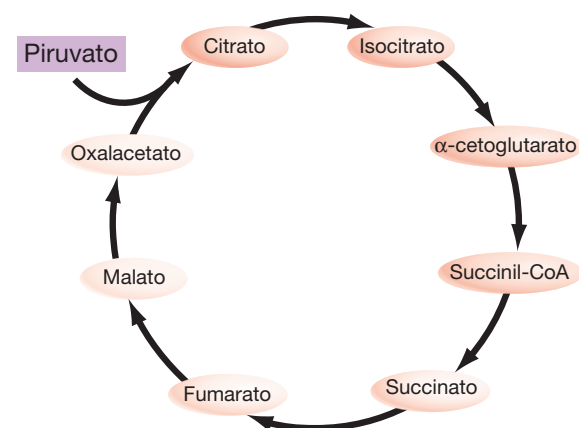 Piruvato
Citrato
Isocitrato
α-cetoglutarato
Succinil-CoA
Succinato
Fumarato
Malato
Oxalacetato